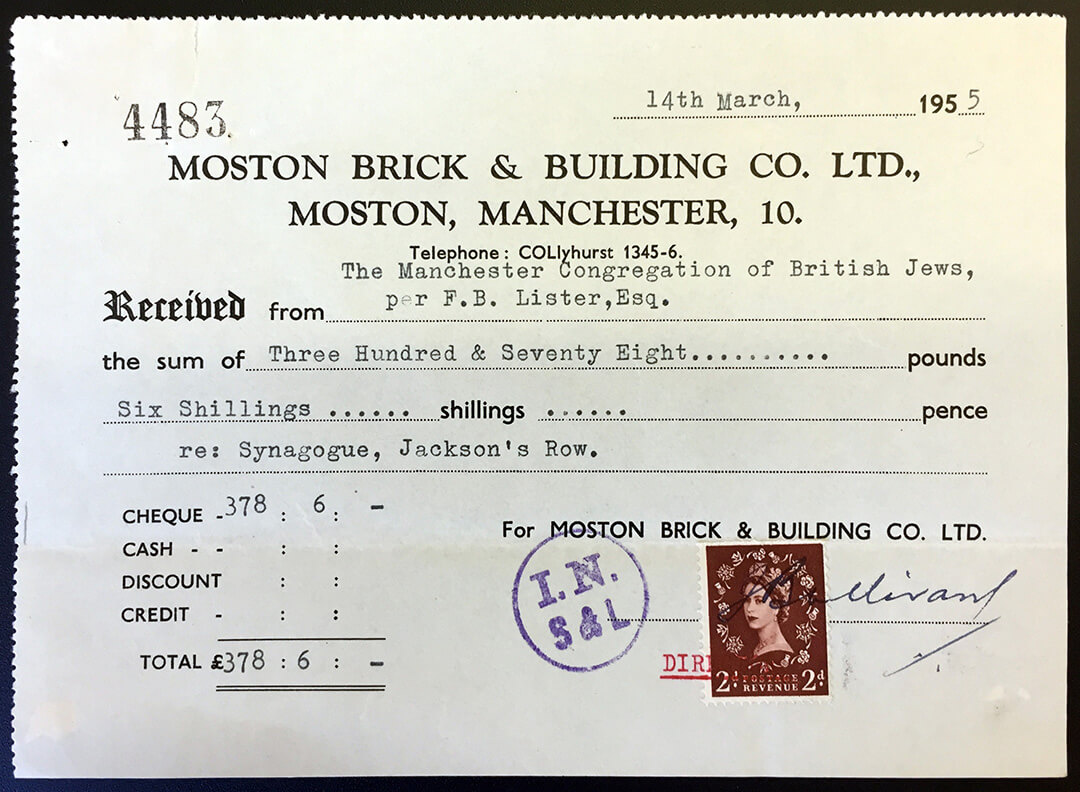 4483.
14th March, 1955
MOSTON BRICK & BUILDING CO. LTD.,
MOSTON, MANCHESTER, 10.
Telephone: COLlyhurst 1345-6.
The Manchester Congregation of British Jews,
Received from per F.B. Lister,Esq.
the sum of Three Hundred & Seventy Eight.......... pounds
Six Shillings ...... shillings ...... pence
re: Synagogue, Jackson's Row.
CHEQUE - 378 : 6 : -
CASH - - : :
DISCOUNT : :
CREDIT - : :
TOTAL £378 : 6 : -
For MOSTON BRICK & BUILDING CO. LTD.
I.N.
S & L
2d POSTAGE REVENUE 2d